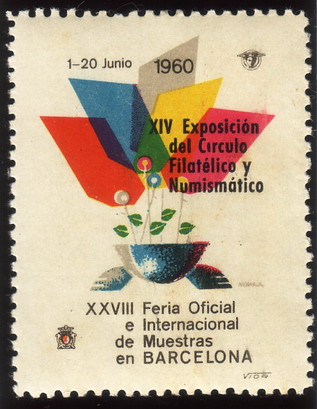 1-20 Junio 1960
XIV Exposición
del Circulo
Filatélico y
Numismático
XXVIII Feria Oficial
e Internacional
de Muestras
en BARCELONA